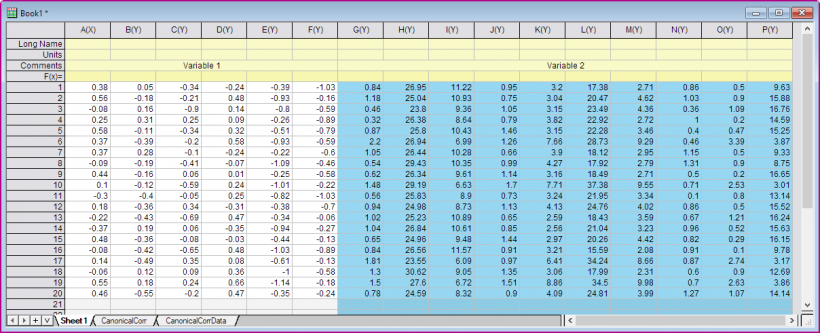 Book1 *
A(X) B(Y) C(Y) D(Y) E(Y) F(Y) G(Y) H(Y) I(Y) J(Y) K(Y) L(Y) M(Y) N(Y) O(Y) P(Y)
Long Name
Units
Comments Variable 1 Variable 2
F(x)=
1 0.38 0.05 -0.34 -0.24 -0.39 -1.03 0.84 26.95 11.22 0.95 3.2 17.38 2.71 0.86 0.5 9.63
2 0.56 -0.18 -0.21 0.48 -0.93 -0.16 1.18 25.04 10.93 0.75 3.04 20.47 4.62 1.03 0.9 15.88
3 -0.08 0.16 -0.9 0.14 -0.8 -0.59 0.46 23.8 9.36 1.05 3.15 23.49 4.36 0.36 1.09 16.76
4 0.25 0.31 0.25 0.09 -0.26 -0.89 0.32 26.38 8.64 0.79 3.82 22.92 2.72 1 0.2 14.59
5 0.58 -0.11 -0.34 0.32 -0.51 -0.79 0.87 25.8 10.43 1.46 3.15 22.28 3.46 0.4 0.47 15.25
6 0.37 -0.39 -0.2 0.58 -0.93 -0.59 2.2 26.94 6.99 1.26 7.66 28.73 9.29 0.46 3.39 3.87
7 0.37 0.28 -0.1 -0.24 -0.22 -0.6 1.05 26.44 10.28 0.66 3.9 18.12 2.95 1.15 0.5 9.33
8 -0.09 -0.19 -0.41 -0.07 -1.09 -0.46 0.54 29.43 10.35 0.99 4.27 17.92 2.79 1.31 0.9 8.75
9 0.44 -0.16 0.06 0.01 -0.25 -0.58 0.62 26.34 9.61 1.14 3.16 18.49 2.71 0.5 0.2 16.65
10 0.1 -0.12 -0.59 0.24 -1.01 -0.22 1.48 29.19 6.63 1.7 7.71 37.38 9.55 0.71 2.53 3.01
11 -0.3 -0.4 -0.05 0.25 -0.82 -1.03 0.56 25.83 8.9 0.73 3.24 21.95 3.34 0.1 0.8 13.14
12 0.18 -0.36 0.34 -0.31 -0.38 -0.7 0.94 24.98 8.73 1.13 4.13 24.76 4.02 0.86 0.5 15.52
13 -0.22 -0.43 -0.69 0.47 -0.34 -0.06 1.02 25.23 10.89 0.65 2.59 18.43 3.59 0.67 1.21 16.24
14 -0.37 0.19 0.06 -0.35 -0.94 -0.27 1.04 26.84 10.61 0.85 2.56 21.04 3.23 0.96 0.52 15.63
15 0.48 -0.36 -0.08 -0.03 -0.44 -0.13 0.65 24.96 9.48 1.44 2.97 20.26 4.42 0.82 0.29 16.15
16 -0.08 -0.42 -0.65 0.48 -1.03 -0.89 0.84 26.56 11.57 0.91 3.21 15.59 2.08 0.91 0.1 9.78
17 0.14 -0.49 0.35 0.08 -0.61 -0.13 1.81 23.55 6.09 0.97 6.41 34.24 8.66 0.87 2.74 3.17
18 -0.06 0.12 0.09 0.36 -1 -0.58 1.3 30.62 9.05 1.35 3.06 17.99 2.31 0.6 0.9 12.69
19 0.55 0.18 0.24 0.66 -1.14 -0.18 1.5 27.6 6.72 1.51 8.86 34.5 9.98 0.7 2.63 3.86
20 0.46 -0.55 -0.2 0.47 -0.35 -0.24 0.78 24.59 8.32 0.9 4.09 24.81 3.99 1.27 1.07 14.14
21
Sheet1 CanonicalCorr CanonicalCorrData